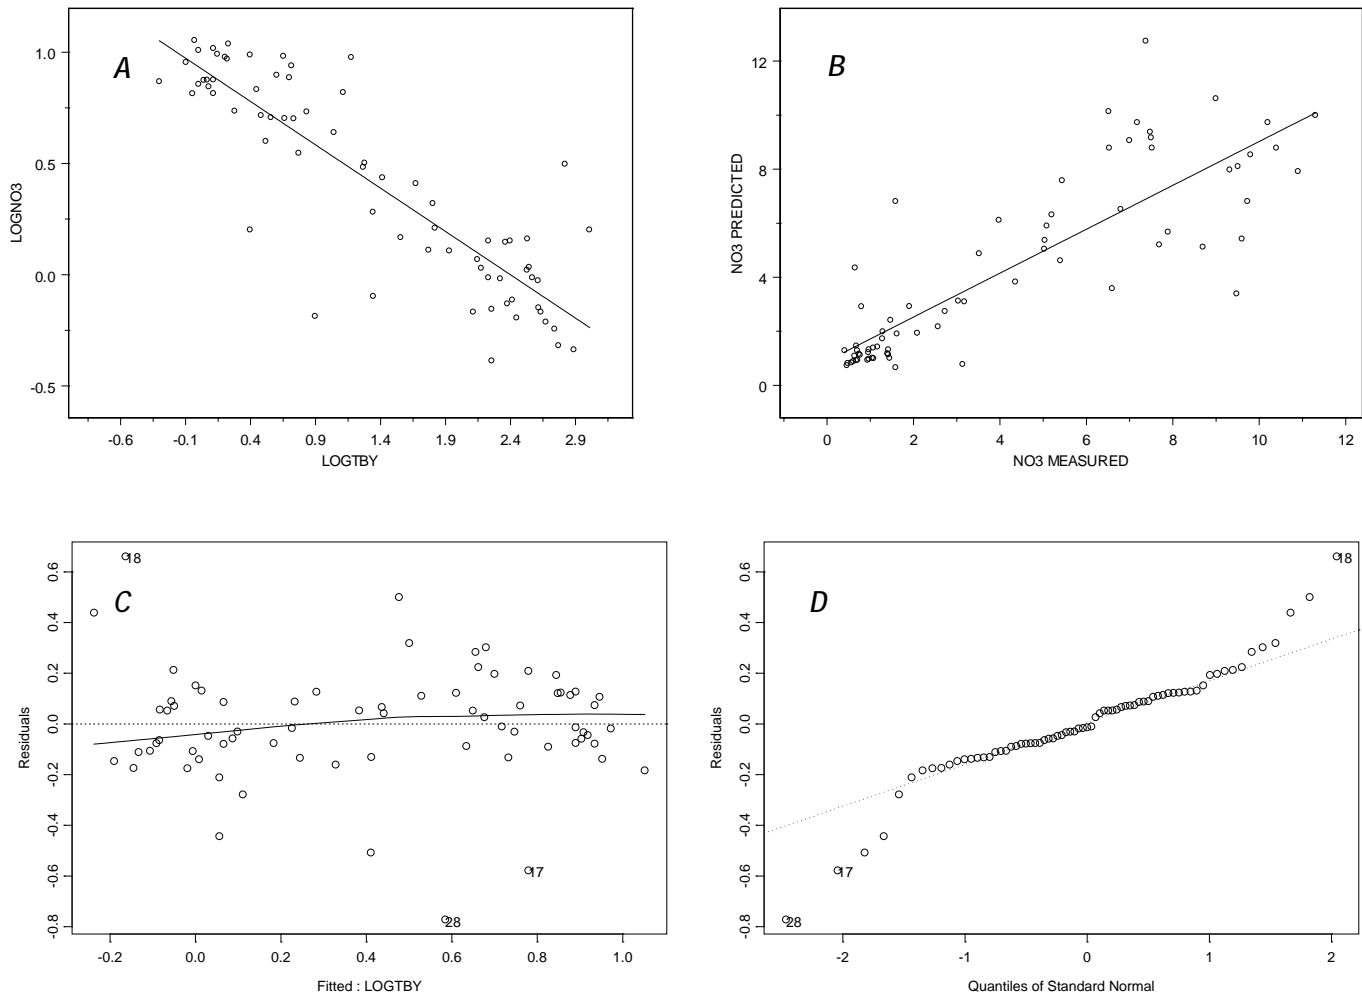 A
1.0
0.5
0.0
-0.5
LOGNO3
-0.6 -0.1 0.4 0.9 1.4 1.9 2.4 2.9
LOGTBY
B
12
8
4
0
NO3 PREDICTED
0 2 4 6 8 10 12
NO3 MEASURED
C
18
17
28
0.6
0.4
0.2
0.0
-0.2
-0.4
-0.6
-0.8
Residuals
-0.2 0.0 0.2 0.4 0.6 0.8 1.0
Fitted : LOGTBY
D
18
17
28
0.6
0.4
0.2
0.0
-0.2
-0.4
-0.6
-0.8
Residuals
-2 -1 0 1 2
Quantiles of Standard Normal